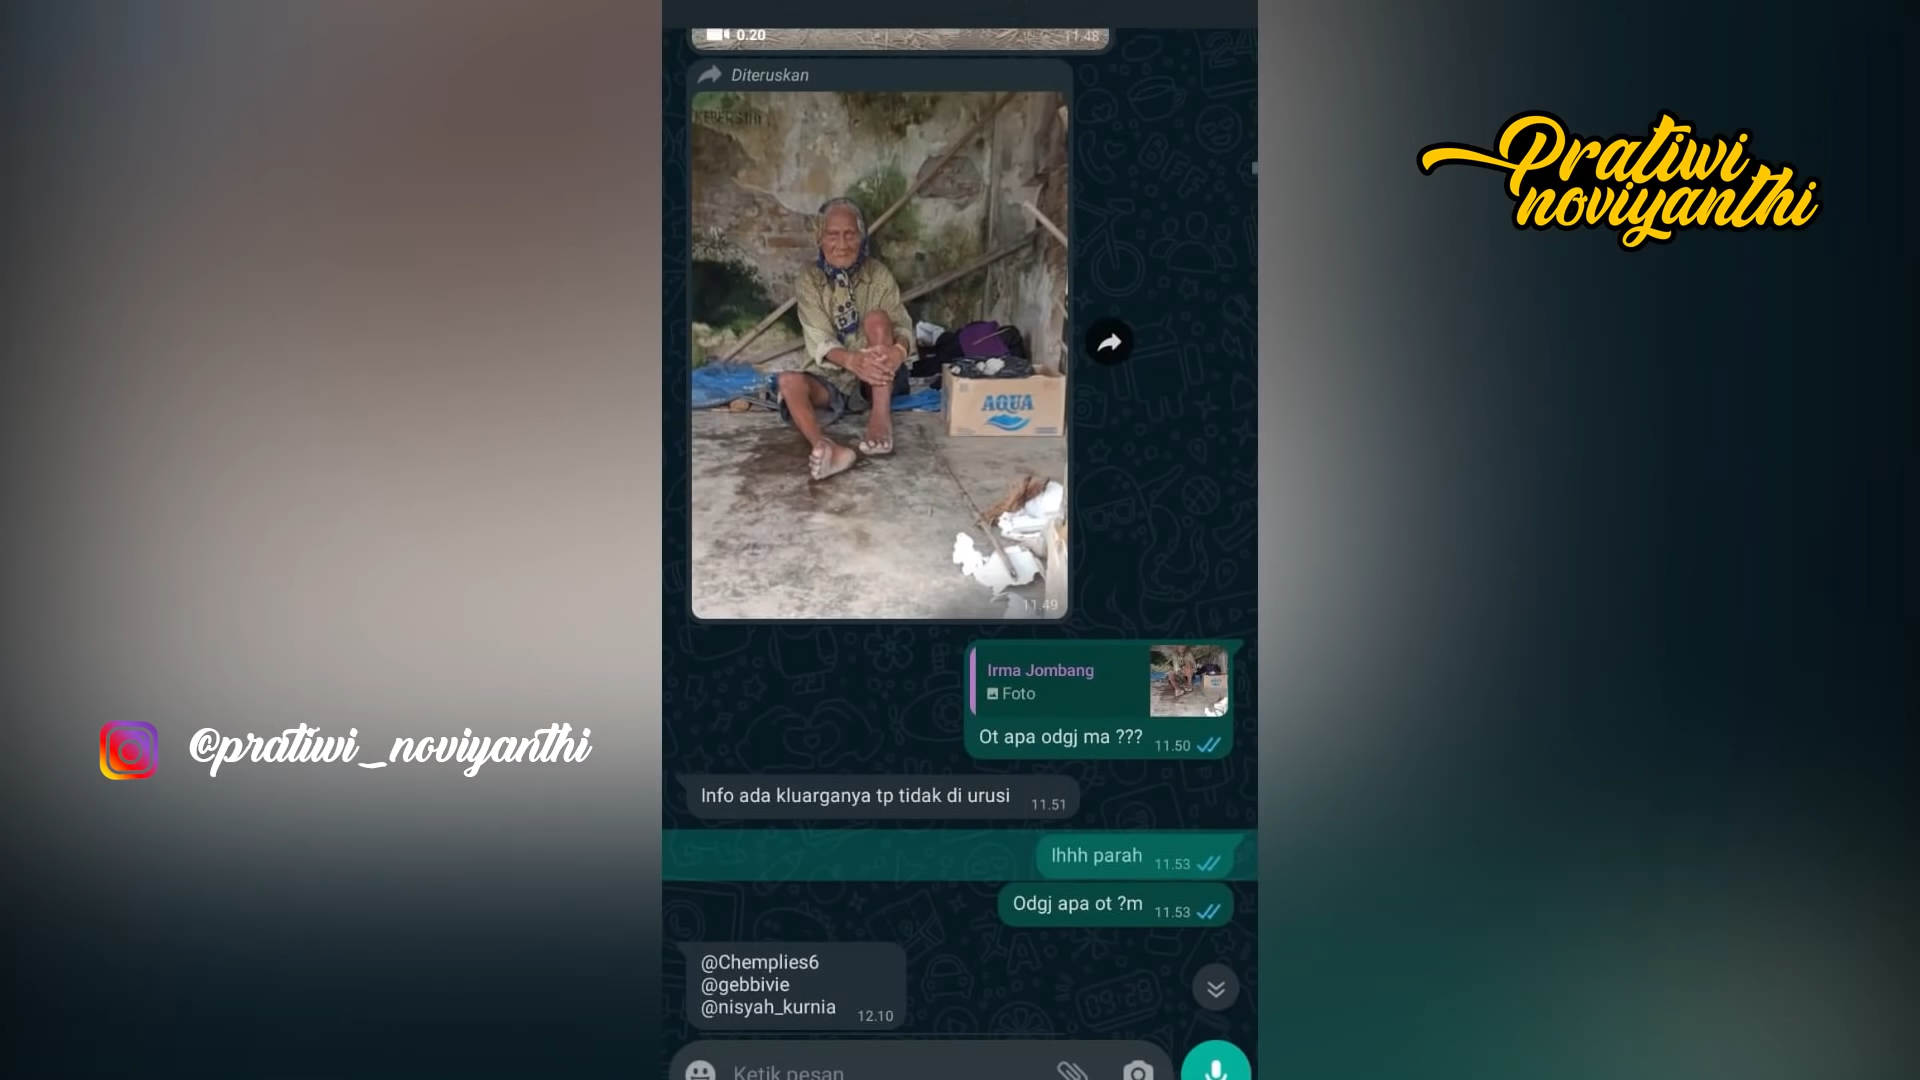 0.20
11.48
Diteruskan
KEBERSIH
AQUA
11.49
Pratiwi
noviyanthi
Irma Jombang
Foto
Ot apa odgj ma ???
11.50
@pratiwi_noviyanthi
Info ada kluarganya tp tidak di urusi
11.51
Ihhh parah
11.53
Odgj apa ot ?m
11.53
@Chemplies6
@gebbivie
@nisyah_kurnia
12.10
Ketik pesan